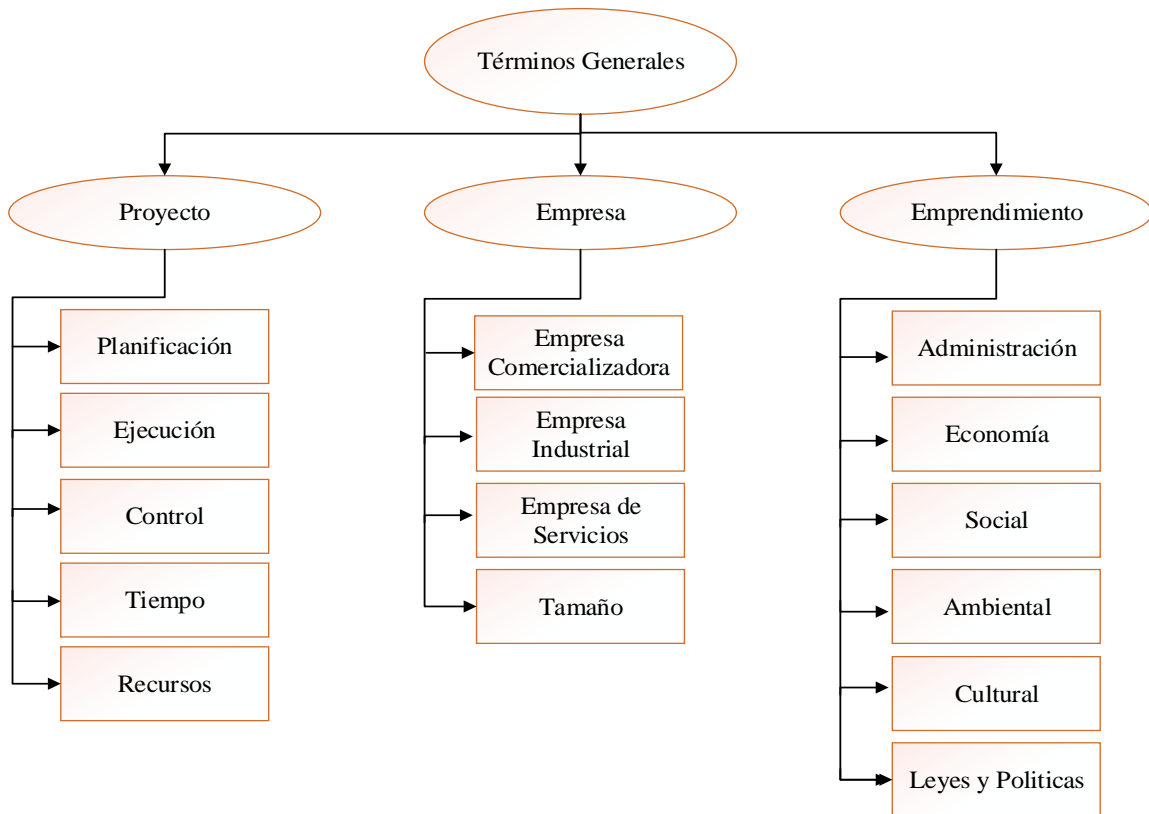 Términos Generales
Proyecto
Empresa
Emprendimiento
Planificación
Ejecución
Control
Tiempo
Recursos
Empresa
Comercializadora
Empresa
Industrial
Empresa de
Servicios
Tamaño
Administración
Economía
Social
Ambiental
Cultural
Leyes y Politicas